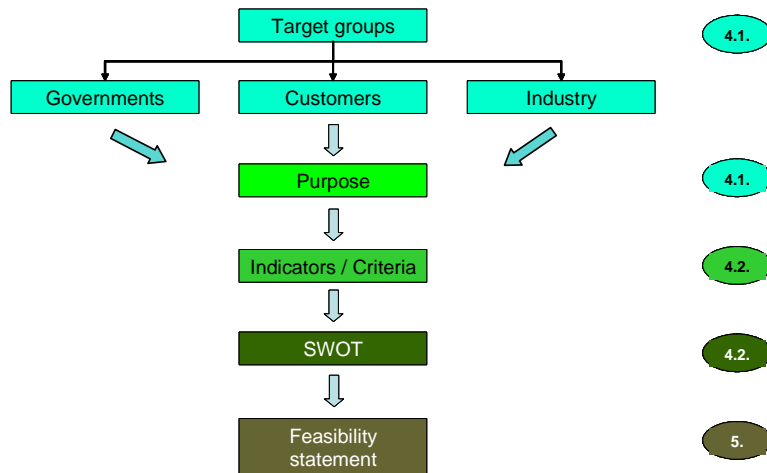 Target groups
4.1.
Governments
Customers
Industry
Purpose
4.1.
Indicators / Criteria
4.2.
SWOT
4.2.
Feasibility
statement
5.